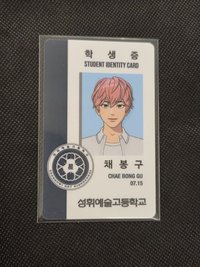 학 생 증
STUDENT IDENTITY CARD
채 봉 구
CHAE BONG GU
07.15
성휘예술고등학교